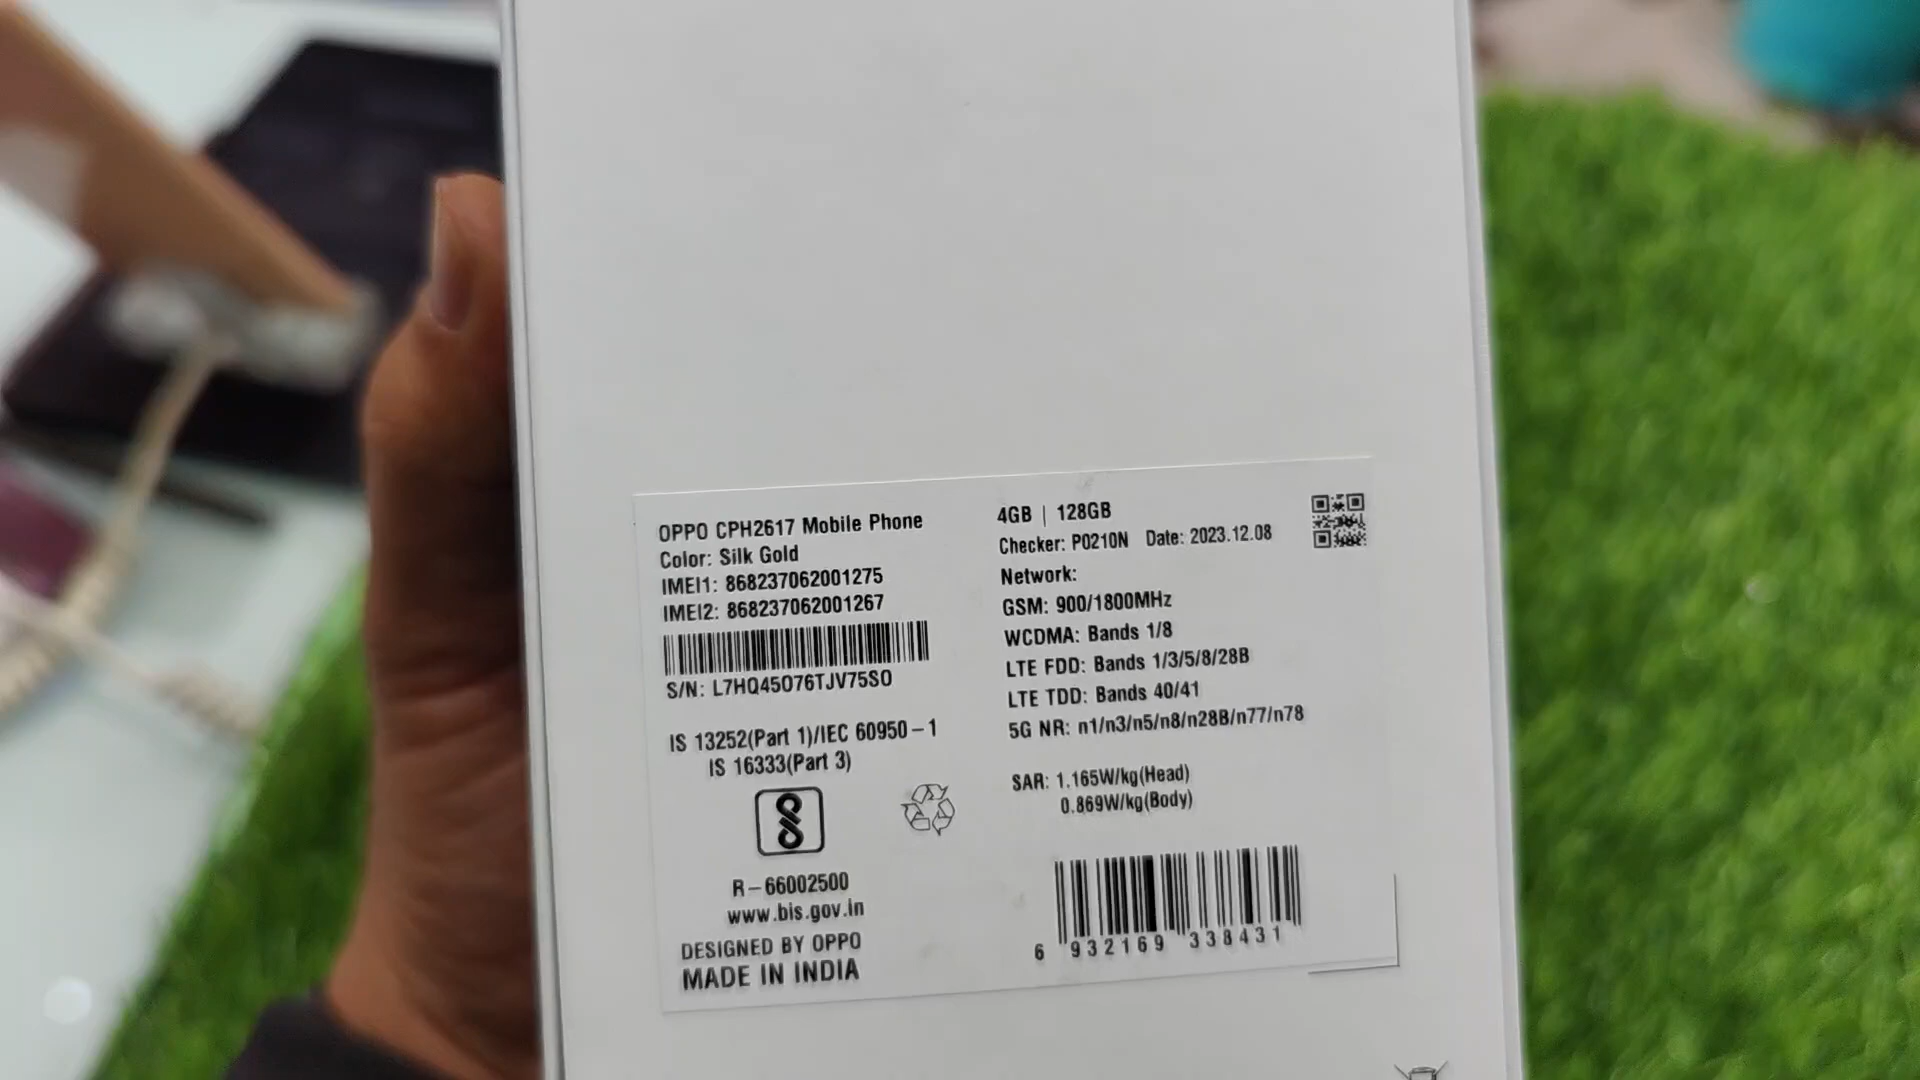 OPPO CPH2617 Mobile Phone
Color: Silk Gold
IMEI1: 868237062001275
IMEI2: 868237062001267
S/N: L7HQ45O76TJV75SO
IS 13252(Part 1)/IEC 60950-1
IS 16333(Part 3)
R-66002500
www.bis.gov.in
DESIGNED BY OPPO
MADE IN INDIA
4GB | 128GB
Checker: P0210N Date: 2023.12.08
Network:
GSM: 900/1800MHz
WCDMA: Bands 1/8
LTE FDD: Bands 1/3/5/8/28B
LTE TDD: Bands 40/41
5G NR: n1/n3/n5/n8/n28B/n77/n78
SAR: 1.165W/kg(Head)
0.869W/kg(Body)
6 932169 338431